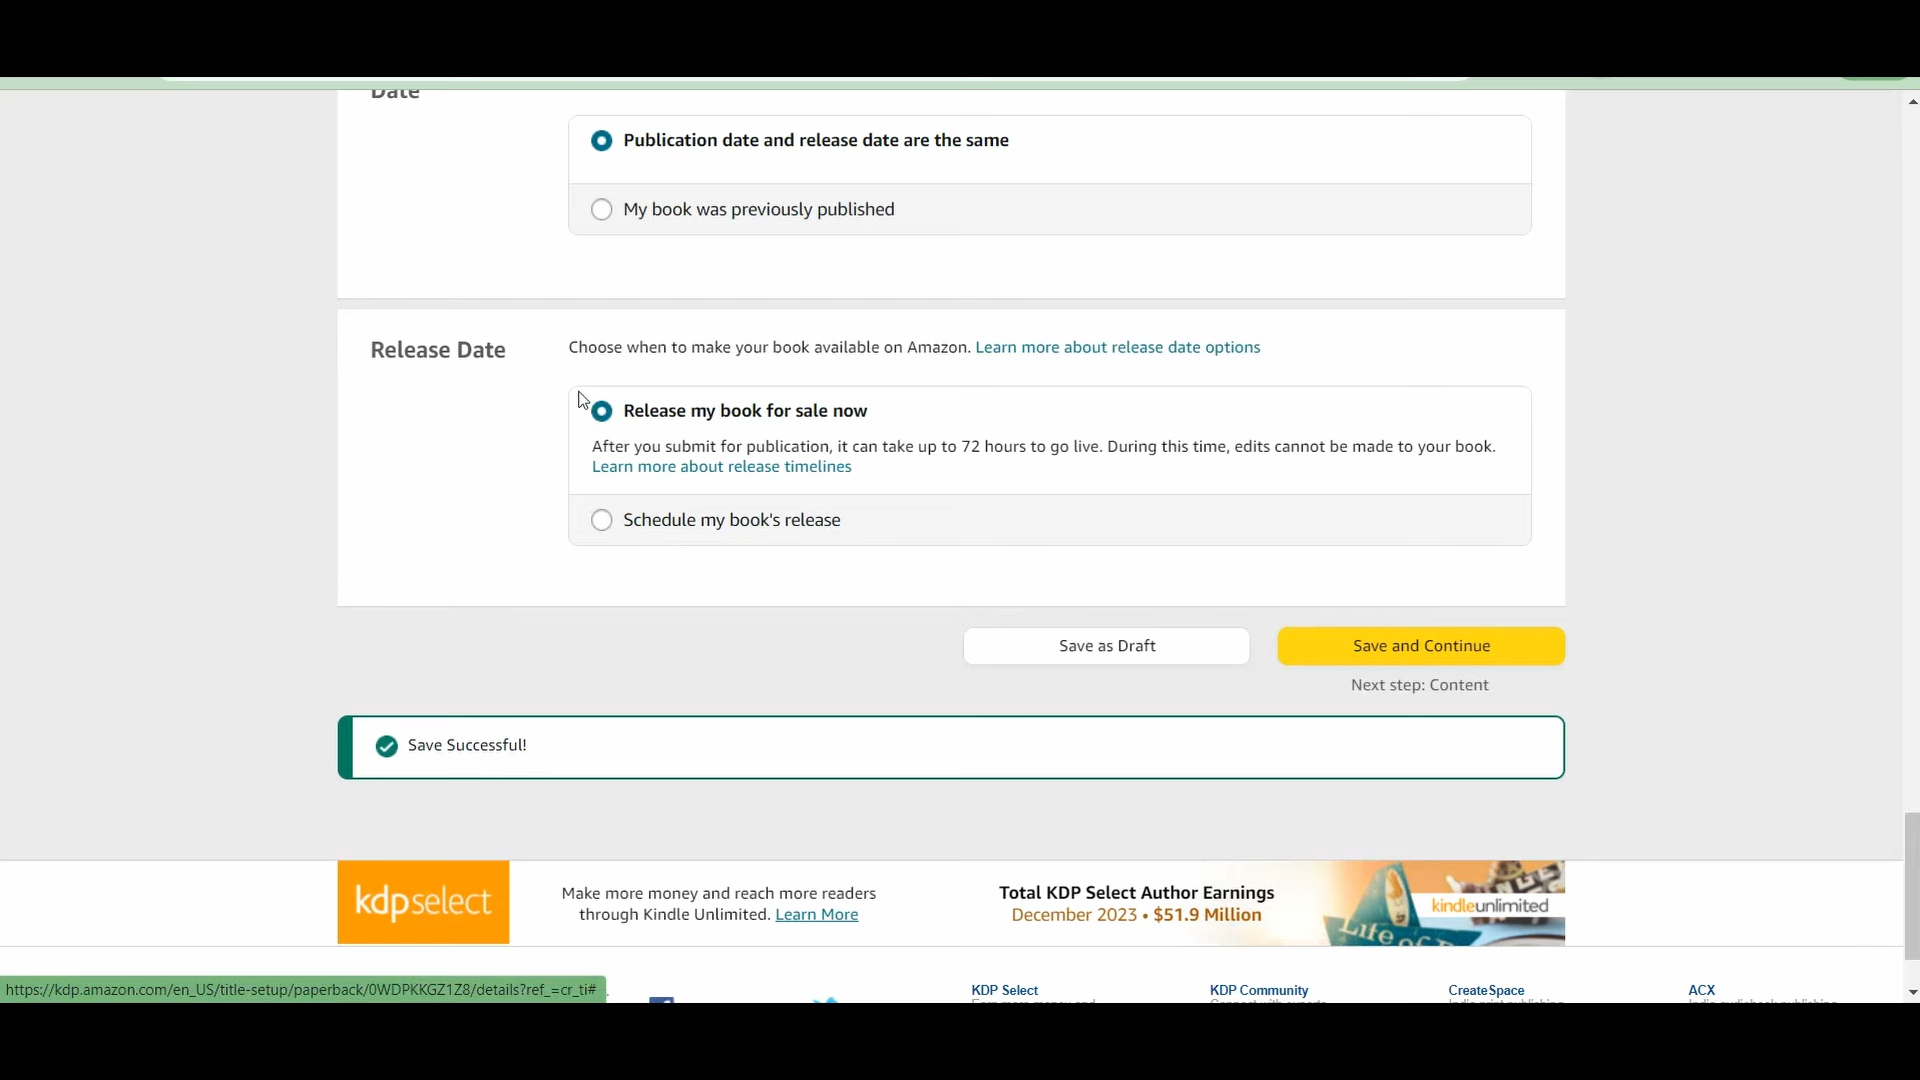 Date
Publication date and release date are the same
My book was previously published
Release Date
Choose when to make your book available on Amazon. Learn more about release date options
Release my book for sale now
After you submit for publication, it can take up to 72 hours to go live. During this time, edits cannot be made to your book.
Learn more about release timelines
Schedule my book's release
Save as Draft
Save and Continue
Next step: Content
Save Successful!
kdpselect
Make more money and reach more readers
through Kindle Unlimited. Learn More
Total KDP Select Author Earnings
December 2023 • $51.9 Million
kindleunlimited
Life of
https://kdp.amazon.com/en_US/title-setup/paperback/0WDPKKGZ1Z8/details?ref_=cr_ti#
KDP Select
KDP Community
CreateSpace
ACX